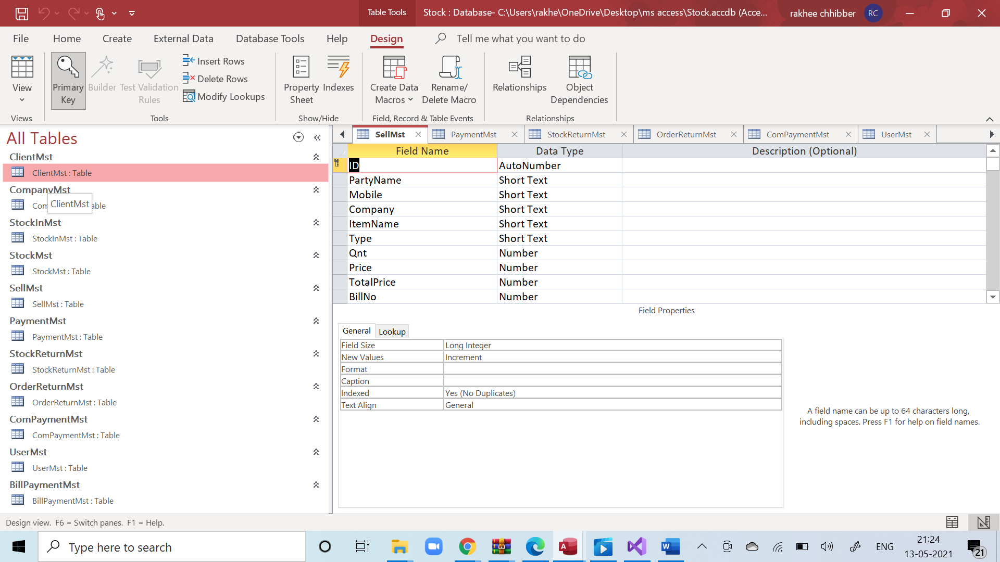 Table Tools
Stock : Database- C:\Users\rakhe\OneDrive\Desktop\ms access\Stock.accdb (Acce...
rakhee chhibber
RC
File
Home
Create
External Data
Database Tools
Help
Design
Tell me what you want to do
View
Primary Key
Builder
Test Validation Rules
Insert Rows
Delete Rows
Modify Lookups
Property Sheet
Indexes
Create Data Macros
Rename/ Delete Macro
Relationships
Object Dependencies
Views
Tools
Show/Hide
Field, Record & Table Events
Relationships
All Tables
ClientMst
ClientMst : Table
CompanyMst
Com
able
ClientMst
StockInMst
StockInMst : Table
StockMst
StockMst : Table
SellMst
SellMst : Table
PaymentMst
PaymentMst : Table
StockReturnMst
StockReturnMst : Table
OrderReturnMst
OrderReturnMst : Table
ComPaymentMst
ComPaymentMst : Table
UserMst
UserMst : Table
BillPaymentMst
BillPaymentMst : Table
SellMst
PaymentMst
StockReturnMst
OrderReturnMst
ComPaymentMst
UserMst
Field Name
Data Type
Description (Optional)
ID AutoNumber
PartyName Short Text
Mobile Short Text
Company Short Text
ItemName Short Text
Type Short Text
Qnt Number
Price Number
TotalPrice Number
BillNo Number
Field Properties
General
Lookup
Field Size Long Integer
New Values Increment
Format
Caption
Indexed Yes (No Duplicates)
Text Align General
A field name can be up to 64 characters long,
including spaces. Press F1 for help on field names.
Design view. F6 = Switch panes. F1 = Help.
Type here to search
ENG
21:24
13-05-2021
21